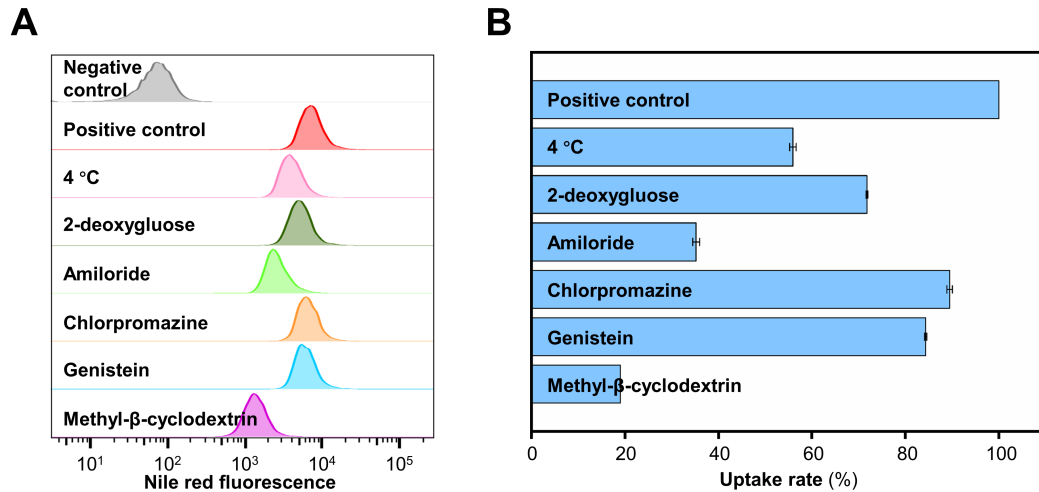 A
Negative
control
Positive control
4 °C
2-deoxygluose
Amiloride
Chlorpromazine
Genistein
Methyl-β-cyclodextrin
10¹ 10² 10³ 10⁴ 10⁵
Nile red fluorescence
B
Positive control
4 °C
2-deoxygluose
Amiloride
Chlorpromazine
Genistein
Methyl-β-cyclodextrin
0 20 40 60 80 100
Uptake rate (%)